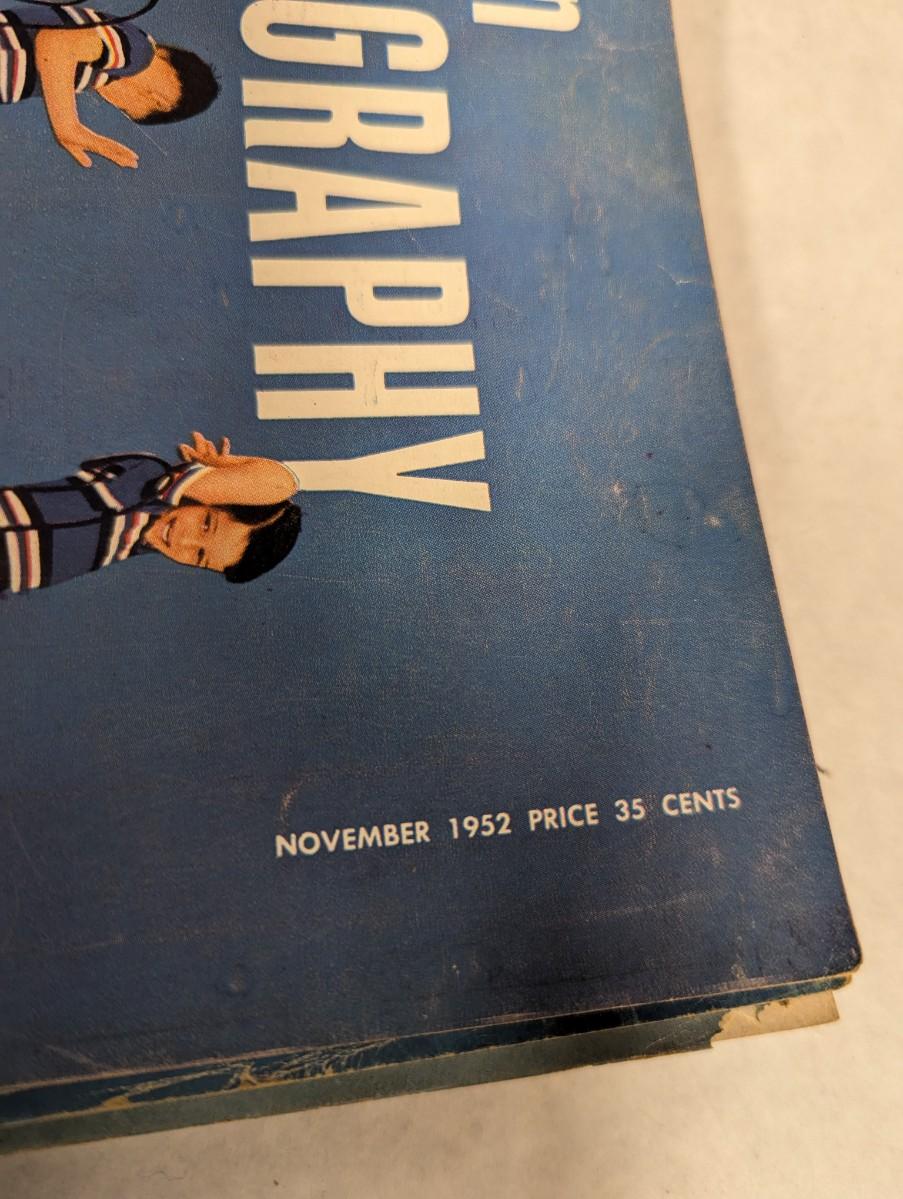 n
GRAPHY
NOVEMBER 1952 PRICE 35 CENTS